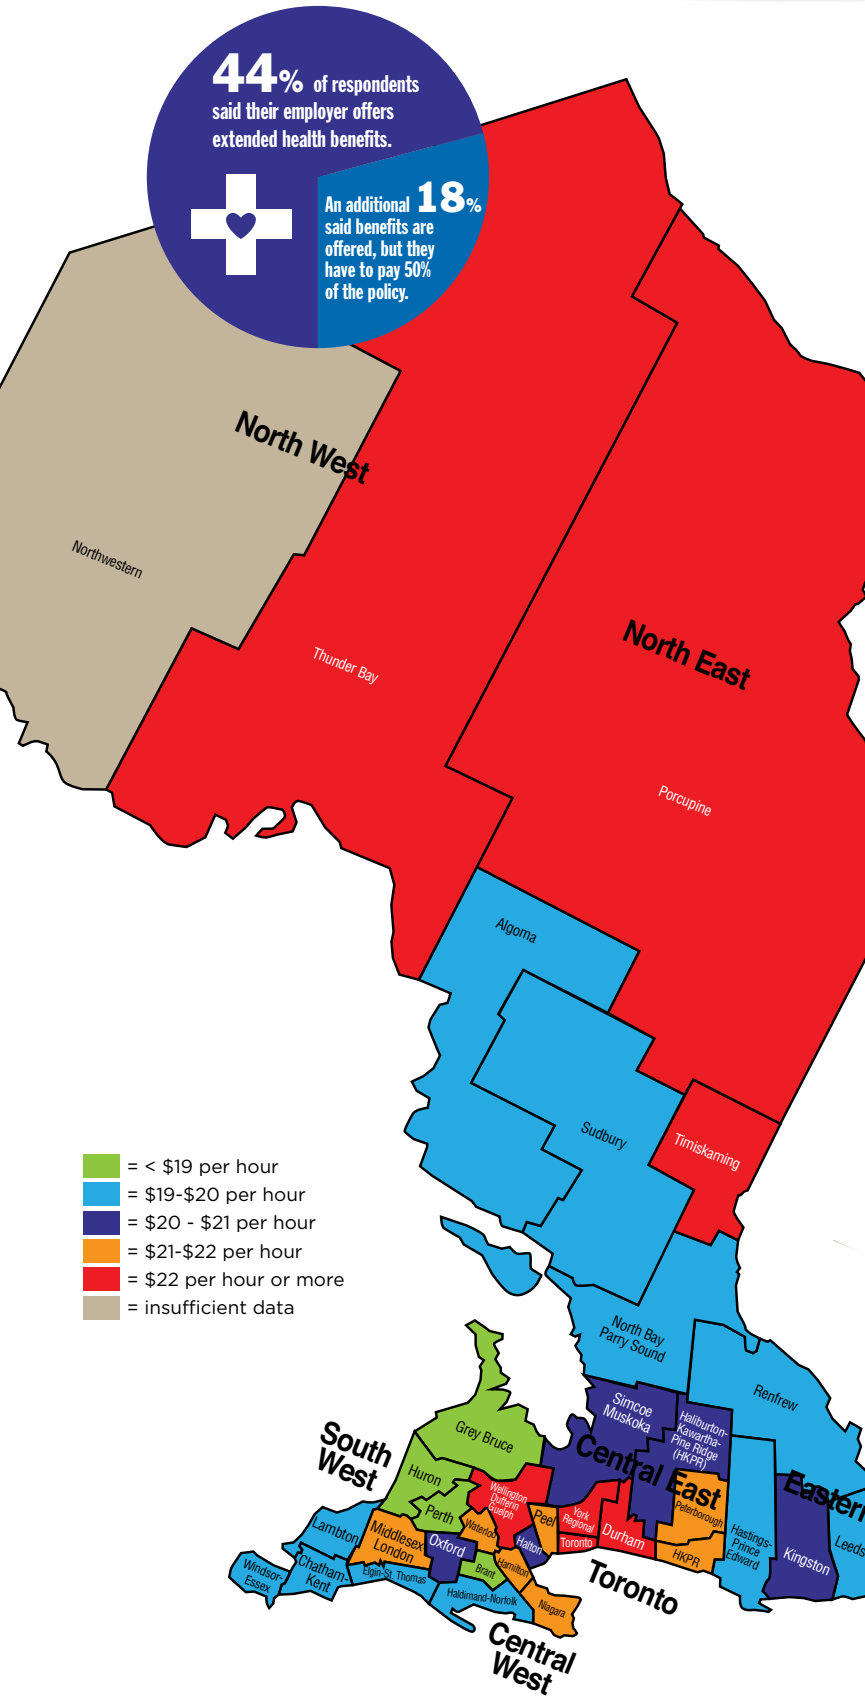 44% of respondents
said their employer offers
extended health benefits.
An additional 18%
said benefits are
offered, but they
have to pay 50%
of the policy.
North West
Northwestern
Thunder Bay
North East
Porcupine
Algoma
Sudbury
Timiskaming
= < $19 per hour
= $19-$20 per hour
= $20 - $21 per hour
= $21-$22 per hour
= $22 per hour or more
= insufficient data
North Bay
Parry Sound
Renfrew
Simcoe
Muskoka
Haliburton-
Kawartha-
Pine Ridge
(HKPR)
Grey Bruce
South
West
Central East
Eastern
Huron
Wellington
Dufferin
Guelph
Perth
Waterloo
Peel
York
Regional
Toronto
Durham
Peterborough
HKPR
Hastings-
Prince
Edward
Kingston
Leeds
Lambton
Middlesex-
London
Oxford
Halton
Hamilton
Brant
Windsor-
Essex
Chatham-
Kent
Elgin-St. Thomas
Haldimand-Norfolk
Niagara
Toronto
Central
West